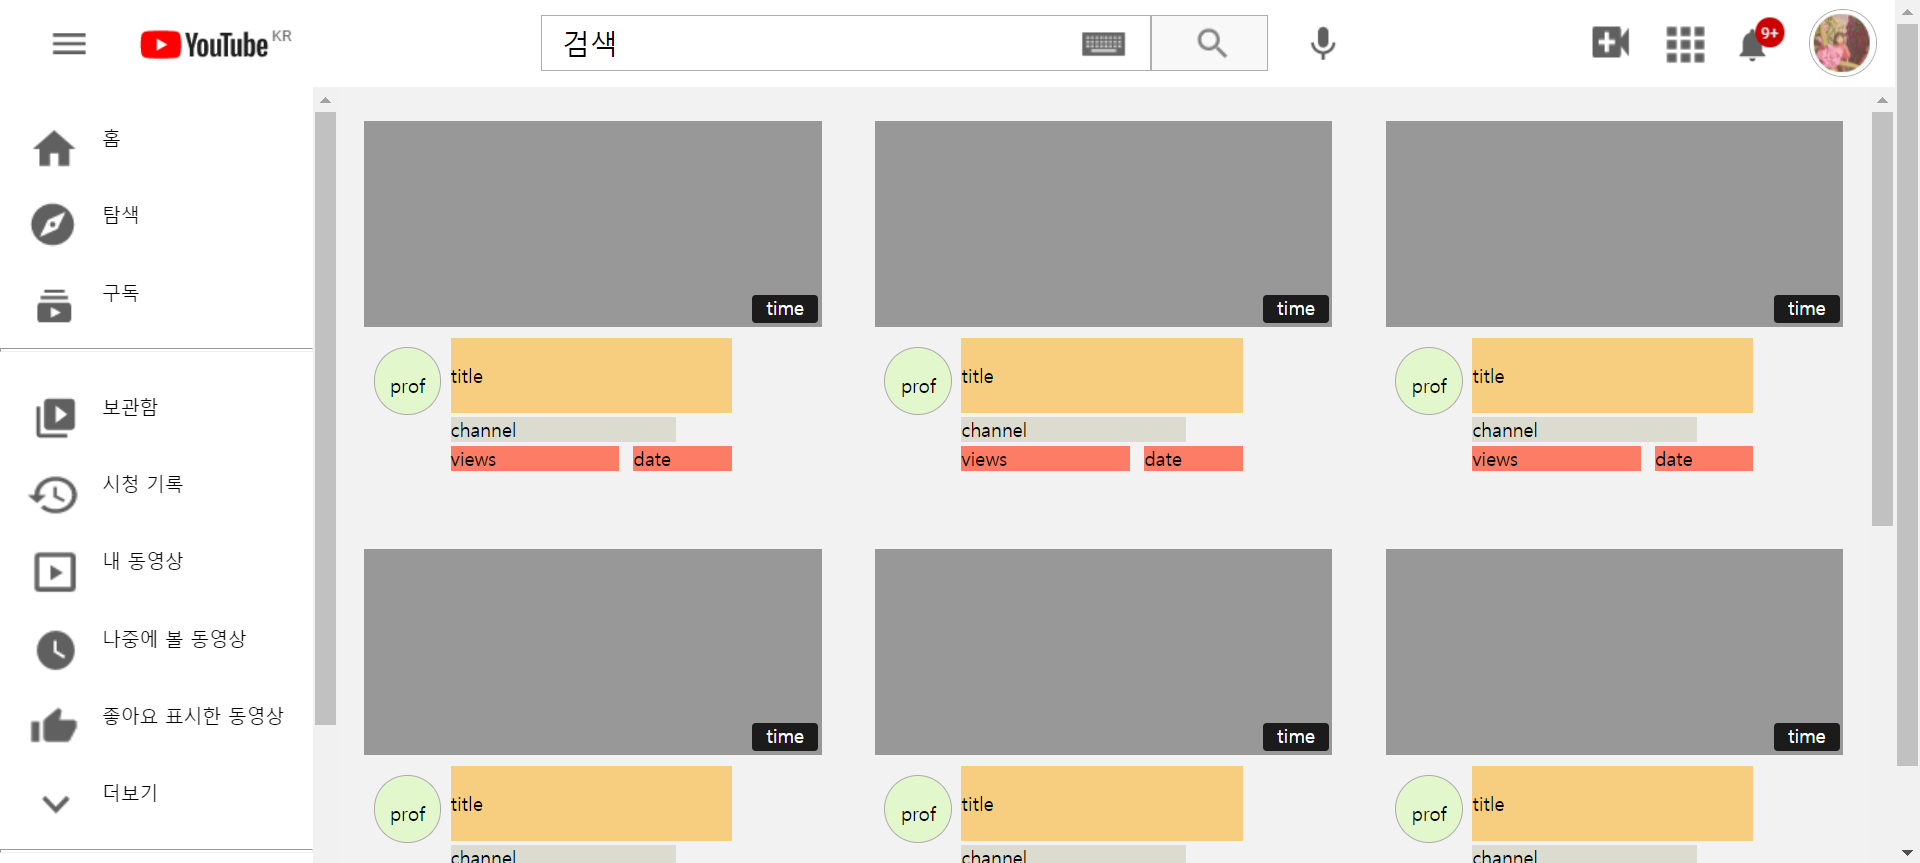 YouTube KR
검색
9+
홈
탐색
구독
보관함
시청 기록
내 동영상
나중에 볼 동영상
좋아요 표시한 동영상
더보기
time
time
time
prof
title
channel
views
date
prof
title
channel
views
date
prof
title
channel
views
date
time
time
time
prof
title
channel
prof
title
channel
prof
title
channel